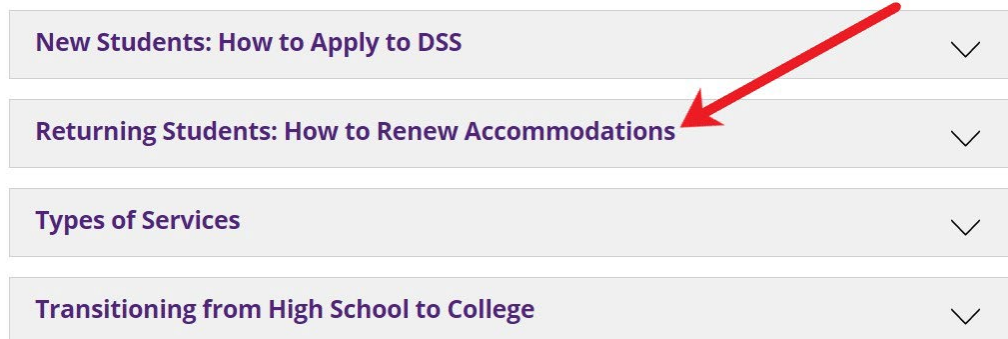 New Students: How to Apply to DSS
Returning Students: How to Renew Accommodations
Types of Services
Transitioning from High School to College